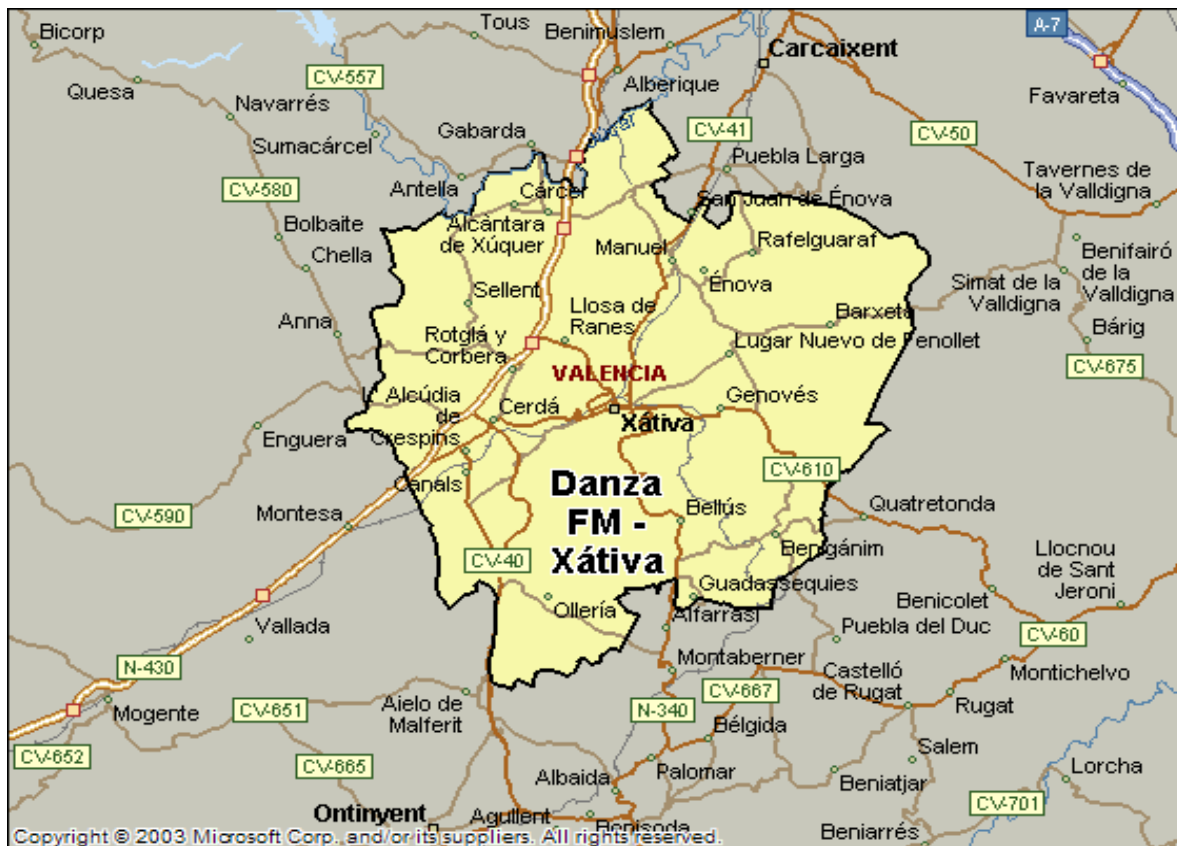 Bicorp
Tous
Benimuslem
Carcaixent
A-7
CV-557
Quesa
Alberique
Favareta
Navarrés
Sumacárcel
Gabarda
CV-41
CV-50
Puebla Larga
Tavernes de
la Valldigna
CV-580
Antella
Cárcer
San Juan de Énova
Bolbaite
Alcántara
de Xúquer
Manuel
Rafelguaraf
Benifairó
de la
Valldigna
Chella
Énova
Simat de la
Valldigna
Sellent
Llosa de
Ranes
Barxeta
Anna
Rotglá y
Corbera
Lugar Nuevo de Fenollet
Bárig
CV-675
VALENCIA
Alcúdia
de
Crespins
Cerdá
Xátiva
Genovés
Enguera
Canals
CV-610
Danza
FM -
Xátiva
Quatretonda
CV-590
Montesa
Bellús
Benigánim
CV-40
Llocnou
de Sant
Jeroni
Guadassequies
Ollería
Benicolet
Alfarrasí
Vallada
Puebla del Duc
CV-60
N-430
Montaberner
Castelló
de Rugat
Montichelvo
CV-667
Mogente
CV-651
Aielo de
Malferit
N-340
Bélgida
Rugat
CV-652
CV-665
Albaida
Palomar
Salem
Beniatjar
Lorcha
CV-701
Ontinyent
Agullent
Benisoda
Beniarrés
Copyright © 2003 Microsoft Corp. and/or its suppliers. All rights reserved.